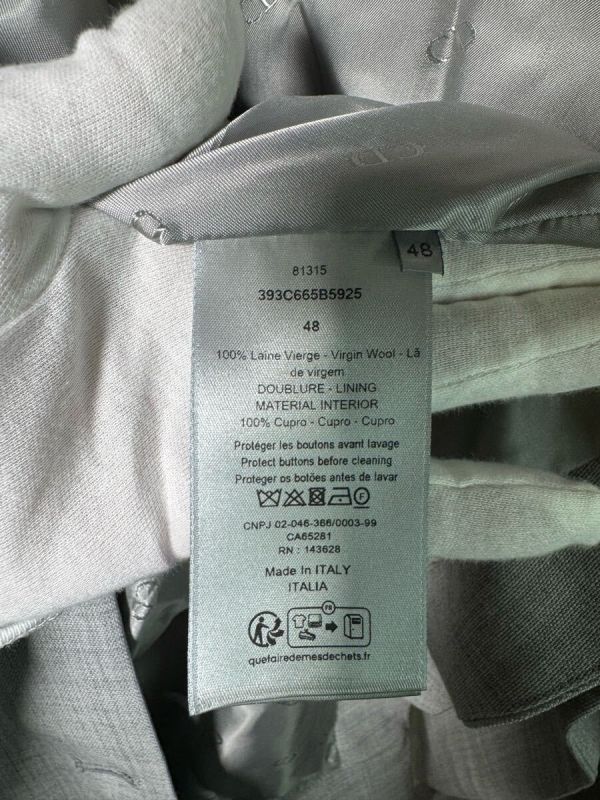 48
81315
393C665B5925
48
100% Laine Vierge - Virgin Wool - Lã
de virgem
DOUBLURE - LINING
MATERIAL INTERIOR
100% Cupro - Cupro - Cupro
Protéger les boutons avant lavage
Protect buttons before cleaning
Proteger os botões antes de lavar
F
CNPJ 02-046-366/0003-99
CA65281
RN : 143628
Made in ITALY
ITALIA
FR
quefairedemesdechets.fr